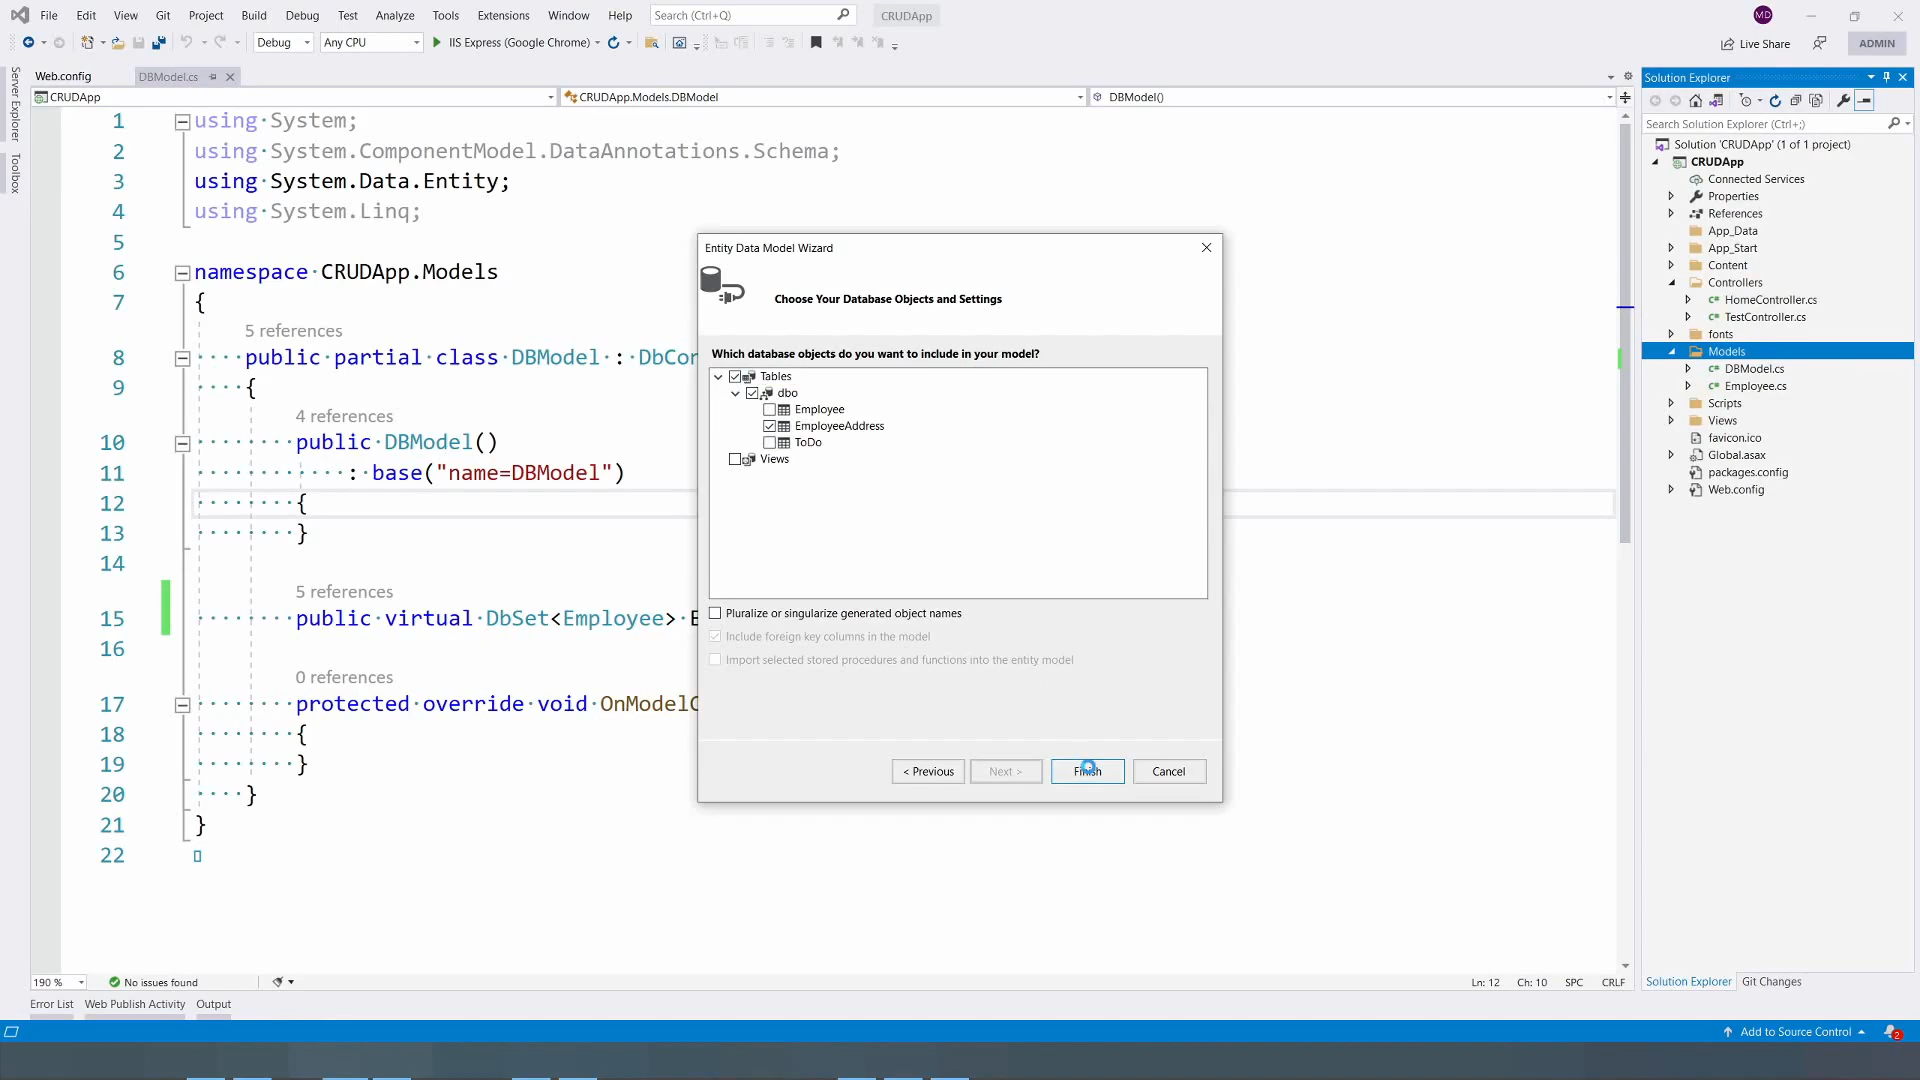 File Edit View Git Project Build Debug Test Analyze Tools Extensions Window Help Search (Ctrl+Q) CRUDApp MD
Debug Any CPU IIS Express (Google Chrome) Live Share ADMIN
Server Explorer
Toolbox
Web.config DBModel.cs
CRUDApp CRUDApp.Models.DBModel DBModel()
1 using System;
2 using System.ComponentModel.DataAnnotations.Schema;
3 using System.Data.Entity;
4 using System.Linq;
5
6 namespace CRUDApp.Models
7 {
5 references
8 public partial class DBModel : DbCon
9 {
4 references
10 public DBModel()
11 : base("name=DBModel")
12 {
13 }
14
5 references
15 public virtual DbSet<Employee> E
16
0 references
17 protected override void OnModelC
18 {
19 }
20 }
21 }
22
Entity Data Model Wizard
Choose Your Database Objects and Settings
Which database objects do you want to include in your model?
Tables
dbo
Employee
EmployeeAddress
ToDo
Views
Pluralize or singularize generated object names
Include foreign key columns in the model
Import selected stored procedures and functions into the entity model
< Previous Next > Finish Cancel
Solution Explorer
Search Solution Explorer (Ctrl+;)
Solution 'CRUDApp' (1 of 1 project)
CRUDApp
Connected Services
Properties
References
App_Data
App_Start
Content
Controllers
HomeController.cs
TestController.cs
fonts
Models
DBModel.cs
Employee.cs
Scripts
Views
favicon.ico
Global.asax
packages.config
Web.config
190 % No issues found Ln: 12 Ch: 10 SPC CRLF
Solution Explorer Git Changes
Error List Web Publish Activity Output
Add to Source Control 2